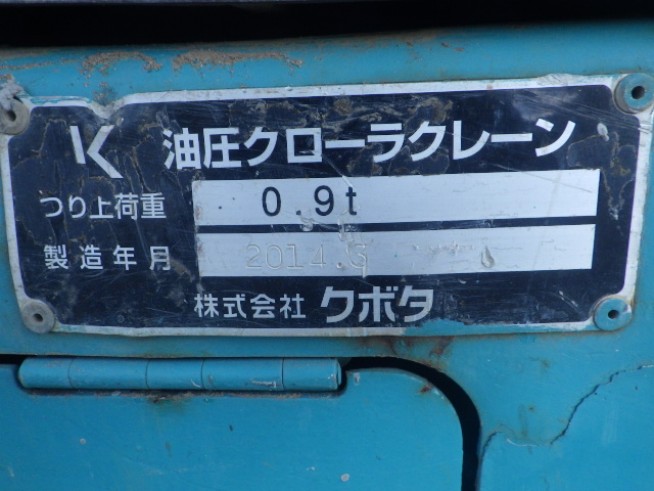 K 油圧クローラクレーン
つり上荷重 0.9t
製造年月 2014.3
株式会社 クボタ